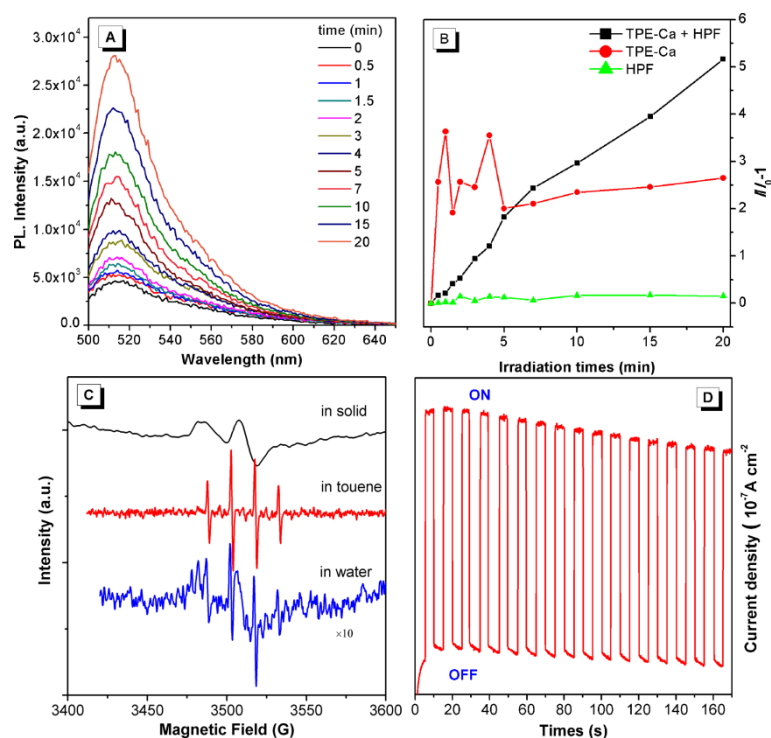 A
time (min)
0
0.5
1
1.5
2
3
4
5
7
10
15
20
3.0x10⁴
2.5x10⁴
2.0x10⁴
1.5x10⁴
1.0x10⁴
5.0x10³
0.0
PL. Intensity (a.u.)
500 520 540 560 580 600 620 640
Wavelength (nm)
B
TPE-Ca + HPF
TPE-Ca
HPF
6
5
4
3
2
1
0
I/I₀-1
0 5 10 15 20
Irradiation times (min)
C
in solid
in touene
in water
×10
Intensity (a.u.)
3400 3450 3500 3550 3600
Magnetic Field (G)
D
ON
OFF
Current density ( 10⁻⁷A cm⁻²
0 20 40 60 80 100 120 140 160
Times (s)